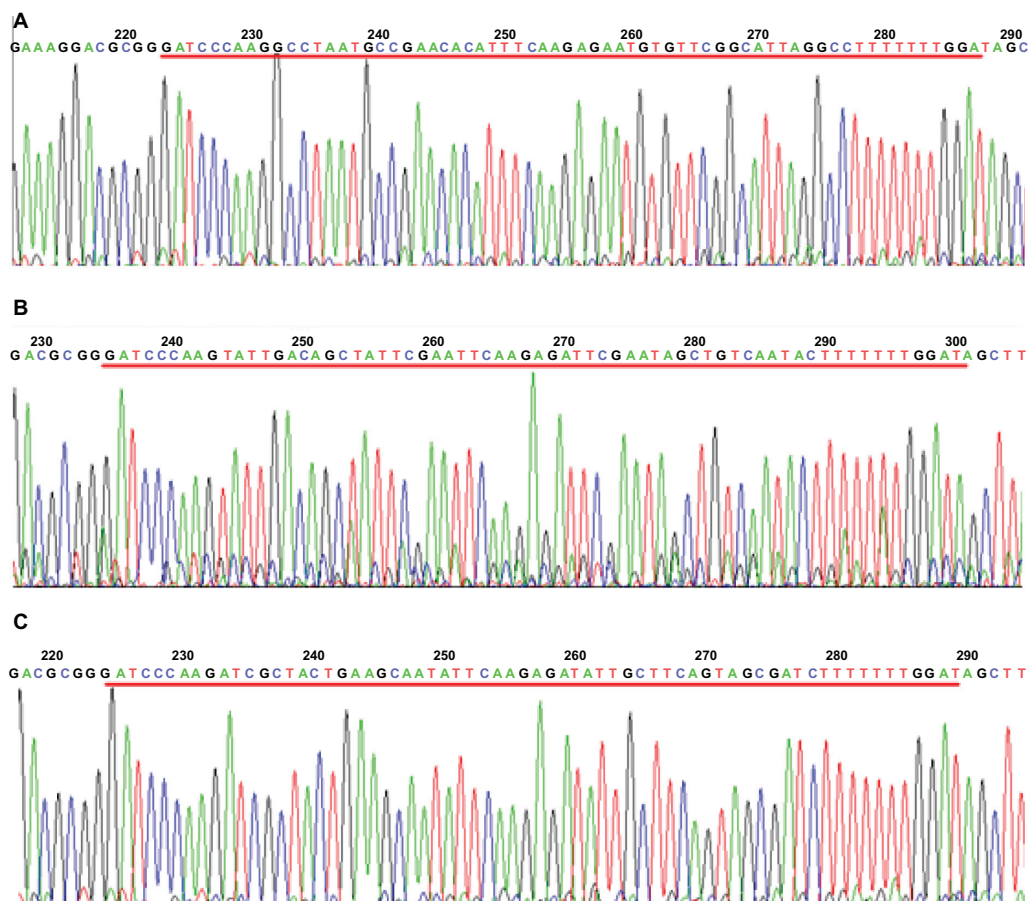 A
220 230 240 250 260 270 280 290
GAAAGGACGCGGGATCCCAAGGCCTAATGCCGAACACATTTCAAGAGAATGTGTTCGGCATTAGGCCTTTTTTTGGATAGC
B
230 240 250 260 270 280 290 300
GACGCGGGATCCCAAGTATTGACAGCTATTCGAATTCAAGAGATTCGAATAGCTGTCAATACTTTTTTTGGATAGCTT
C
220 230 240 250 260 270 280 290
GACGCGGGATCCCAAGATCGCTACTGAAGCAATATTCAAGAGATATTGCTTCAGTAGCGATCTTTTTTTGGATAGCTT